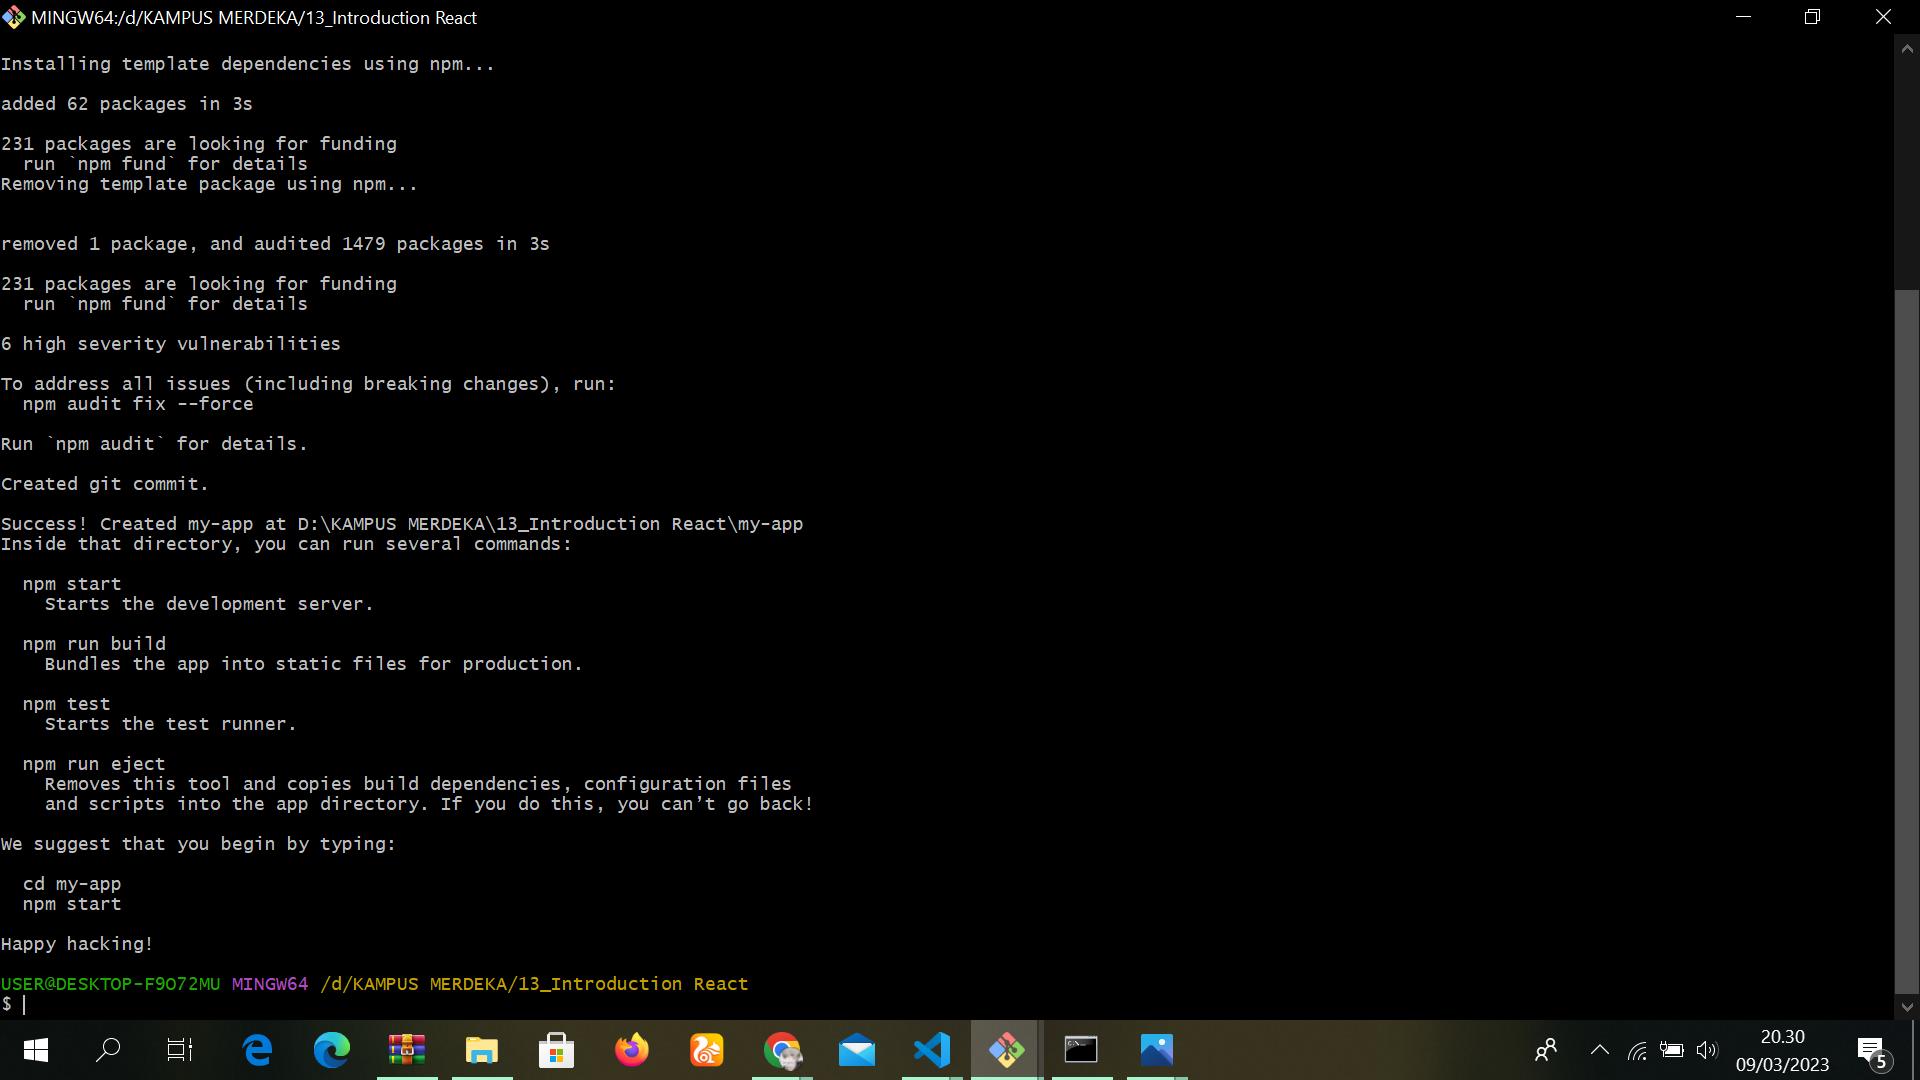 MINGW64:/d/KAMPUS MERDEKA/13_Introduction React
Installing template dependencies using npm...
added 62 packages in 3s
231 packages are looking for funding
  run `npm fund` for details
Removing template package using npm...
removed 1 package, and audited 1479 packages in 3s
231 packages are looking for funding
  run `npm fund` for details
6 high severity vulnerabilities
To address all issues (including breaking changes), run:
  npm audit fix --force
Run `npm audit` for details.
Created git commit.
Success! Created my-app at D:\KAMPUS MERDEKA\13_Introduction React\my-app
Inside that directory, you can run several commands:
  npm start
    Starts the development server.
  npm run build
    Bundles the app into static files for production.
  npm test
    Starts the test runner.
  npm run eject
    Removes this tool and copies build dependencies, configuration files
    and scripts into the app directory. If you do this, you can’t go back!
We suggest that you begin by typing:
  cd my-app
  npm start
Happy hacking!
USER@DESKTOP-F9O72MU MINGW64 /d/KAMPUS MERDEKA/13_Introduction React
$
20.30
09/03/2023
5